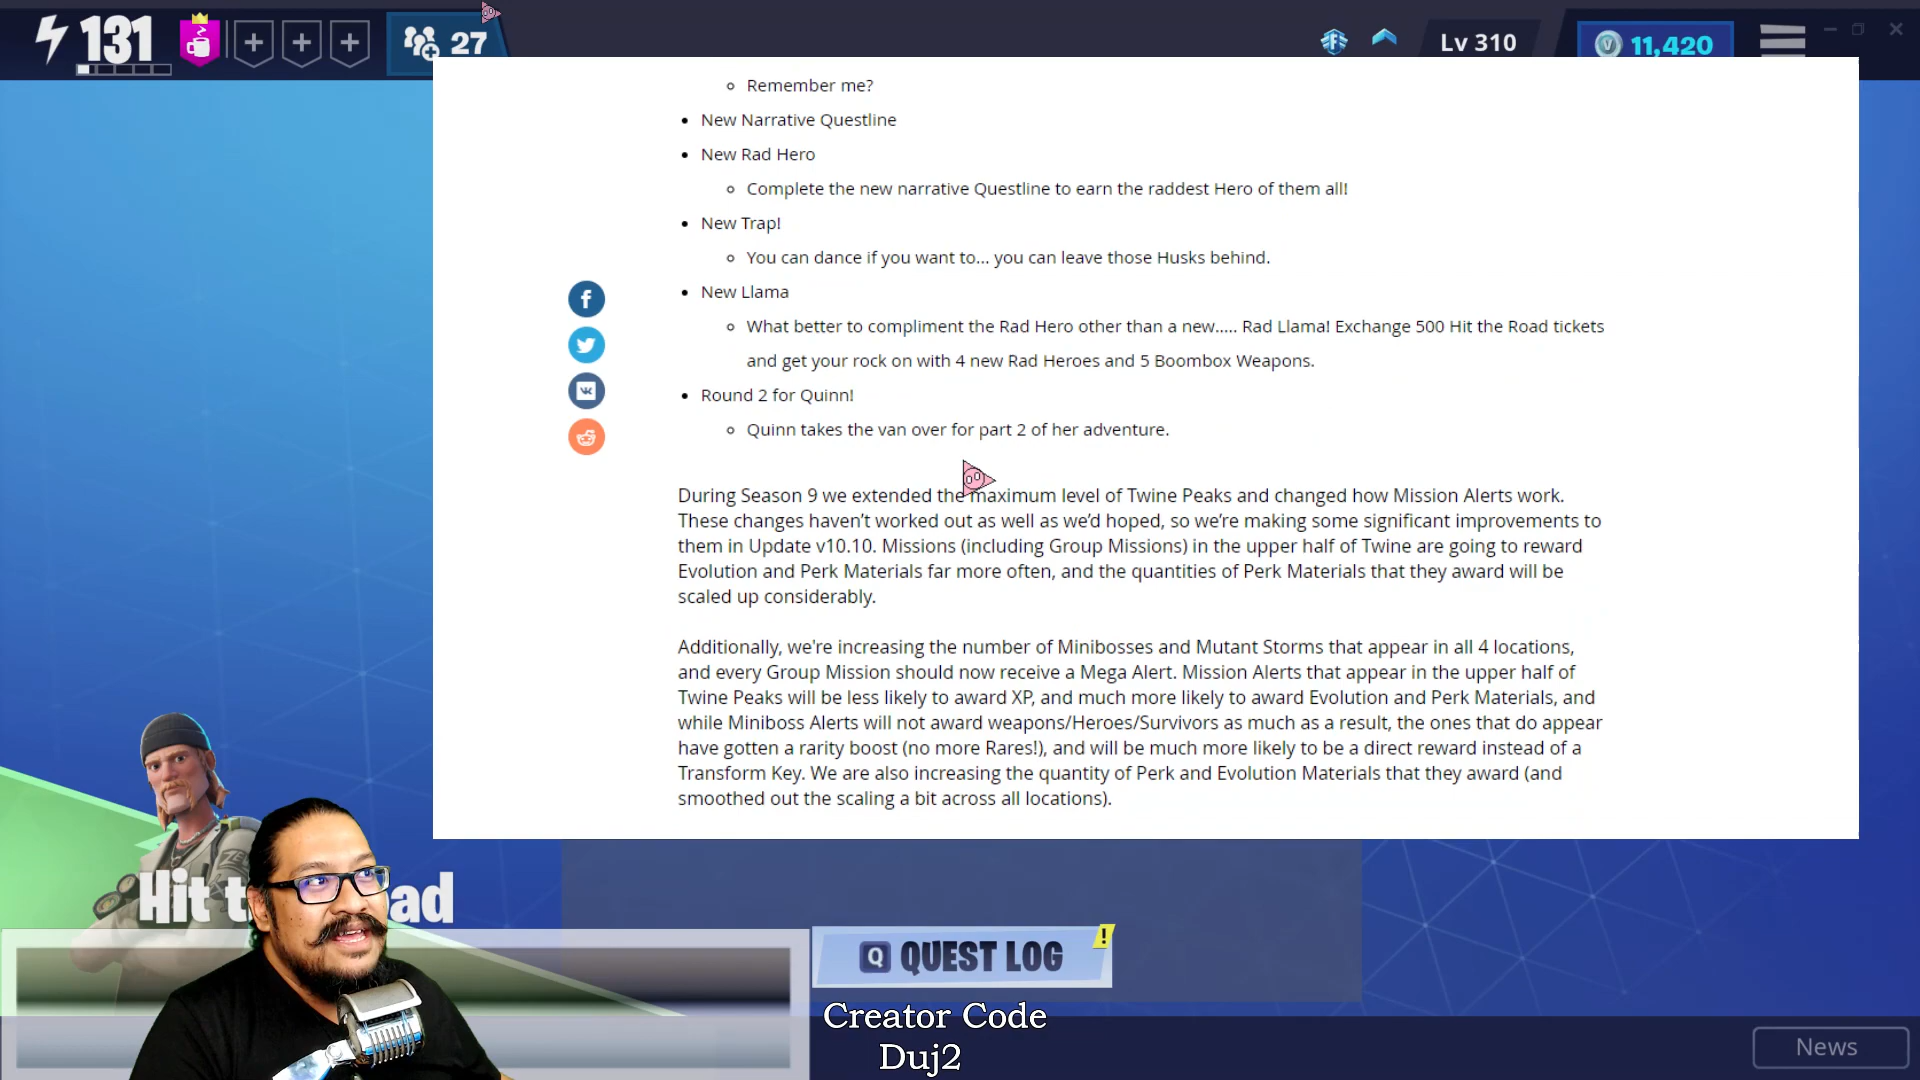 131
27
Lv 310
11,420
Remember me?
New Narrative Questline
New Rad Hero
Complete the new narrative Questline to earn the raddest Hero of them all!
New Trap!
You can dance if you want to... you can leave those Husks behind.
New Llama
What better to compliment the Rad Hero other than a new..... Rad Llama! Exchange 500 Hit the Road tickets
and get your rock on with 4 new Rad Heroes and 5 Boombox Weapons.
Round 2 for Quinn!
Quinn takes the van over for part 2 of her adventure.
During Season 9 we extended the maximum level of Twine Peaks and changed how Mission Alerts work.
These changes haven't worked out as well as we'd hoped, so we're making some significant improvements to
them in Update v10.10. Missions (including Group Missions) in the upper half of Twine are going to reward
Evolution and Perk Materials far more often, and the quantities of Perk Materials that they award will be
scaled up considerably.
Additionally, we're increasing the number of Minibosses and Mutant Storms that appear in all 4 locations,
and every Group Mission should now receive a Mega Alert. Mission Alerts that appear in the upper half of
Twine Peaks will be less likely to award XP, and much more likely to award Evolution and Perk Materials, and
while Miniboss Alerts will not award weapons/Heroes/Survivors as much as a result, the ones that do appear
have gotten a rarity boost (no more Rares!), and will be much more likely to be a direct reward instead of a
Transform Key. We are also increasing the quantity of Perk and Evolution Materials that they award (and
smoothed out the scaling a bit across all locations).
Hit t ad
Q QUEST LOG !
Creator Code
Duj2
News